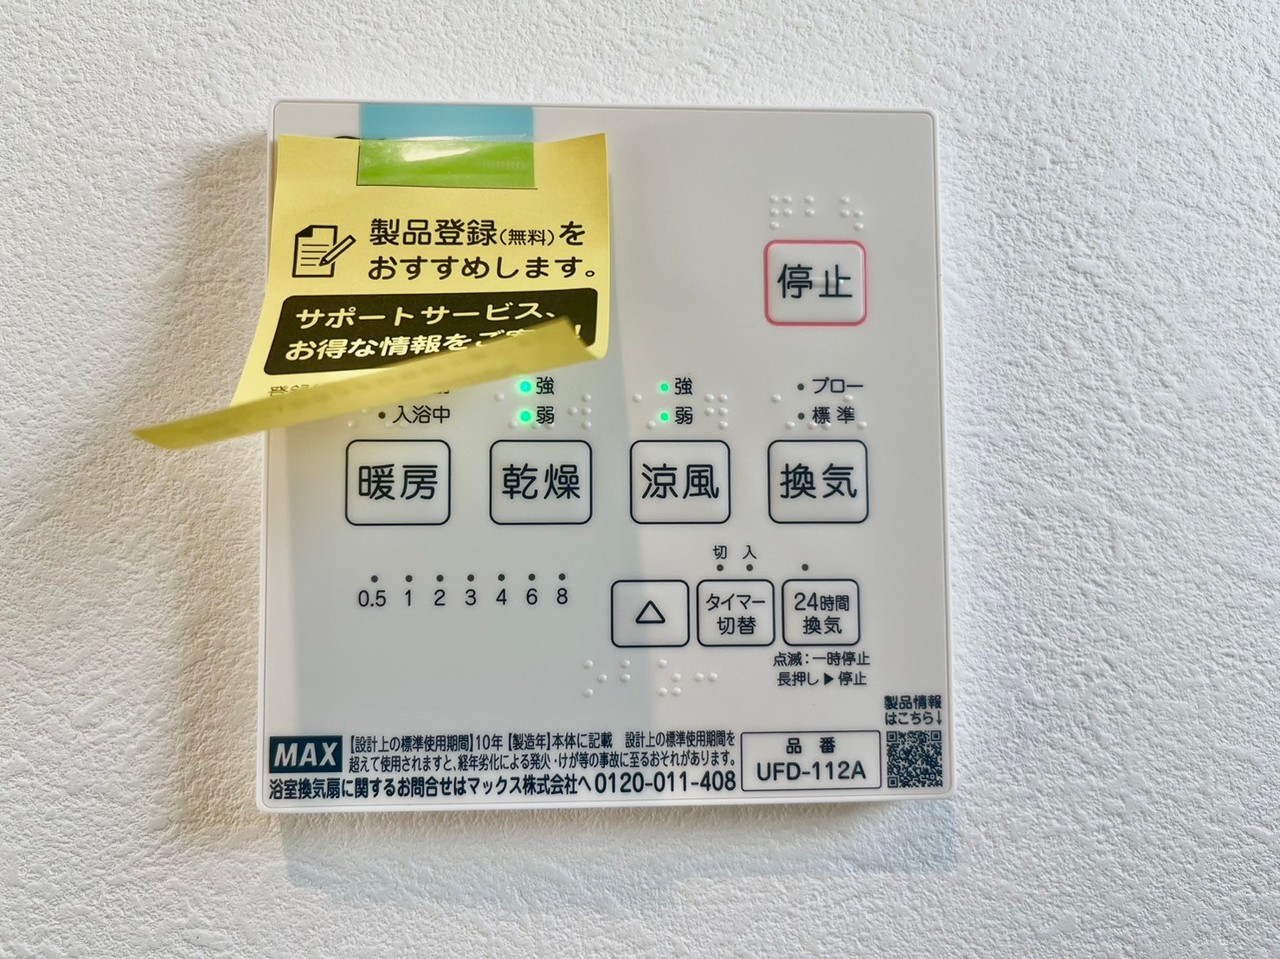 製品登録(無料)を
おすすめします。
サポートサービス、
お得な情報をご
停止
入浴中
強
弱
強
弱
ブロー
標準
暖房
乾燥
涼風
換気
0.5 1 2 3 4 6 8
△
切 入
タイマー
切替
24時間
換気
点滅：一時停止
長押し▶停止
製品情報
はこちら↓
MAX
【設計上の標準使用期間】10年【製造年】本体に記載 設計上の標準使用期間を
超えて使用されますと、経年劣化による発火・けが等の事故に至るおそれがあります。
浴室換気扇に関するお問合せはマックス株式会社へ 0120-011-408
品番
UFD-112A